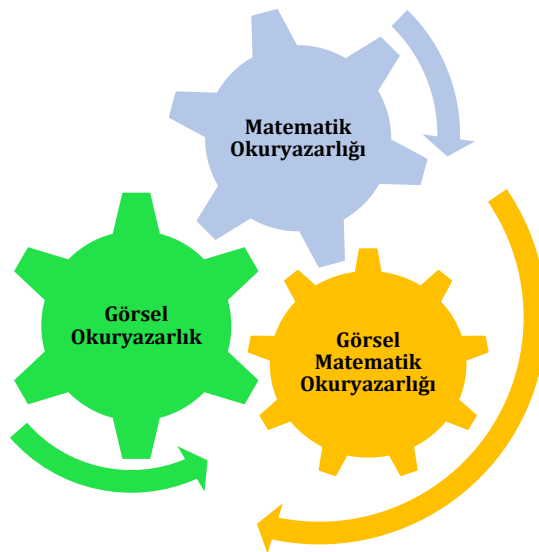 Matematik
Okuryazarlığı
Görsel
Okuryazarlık
Görsel
Matematik
Okuryazarlığı